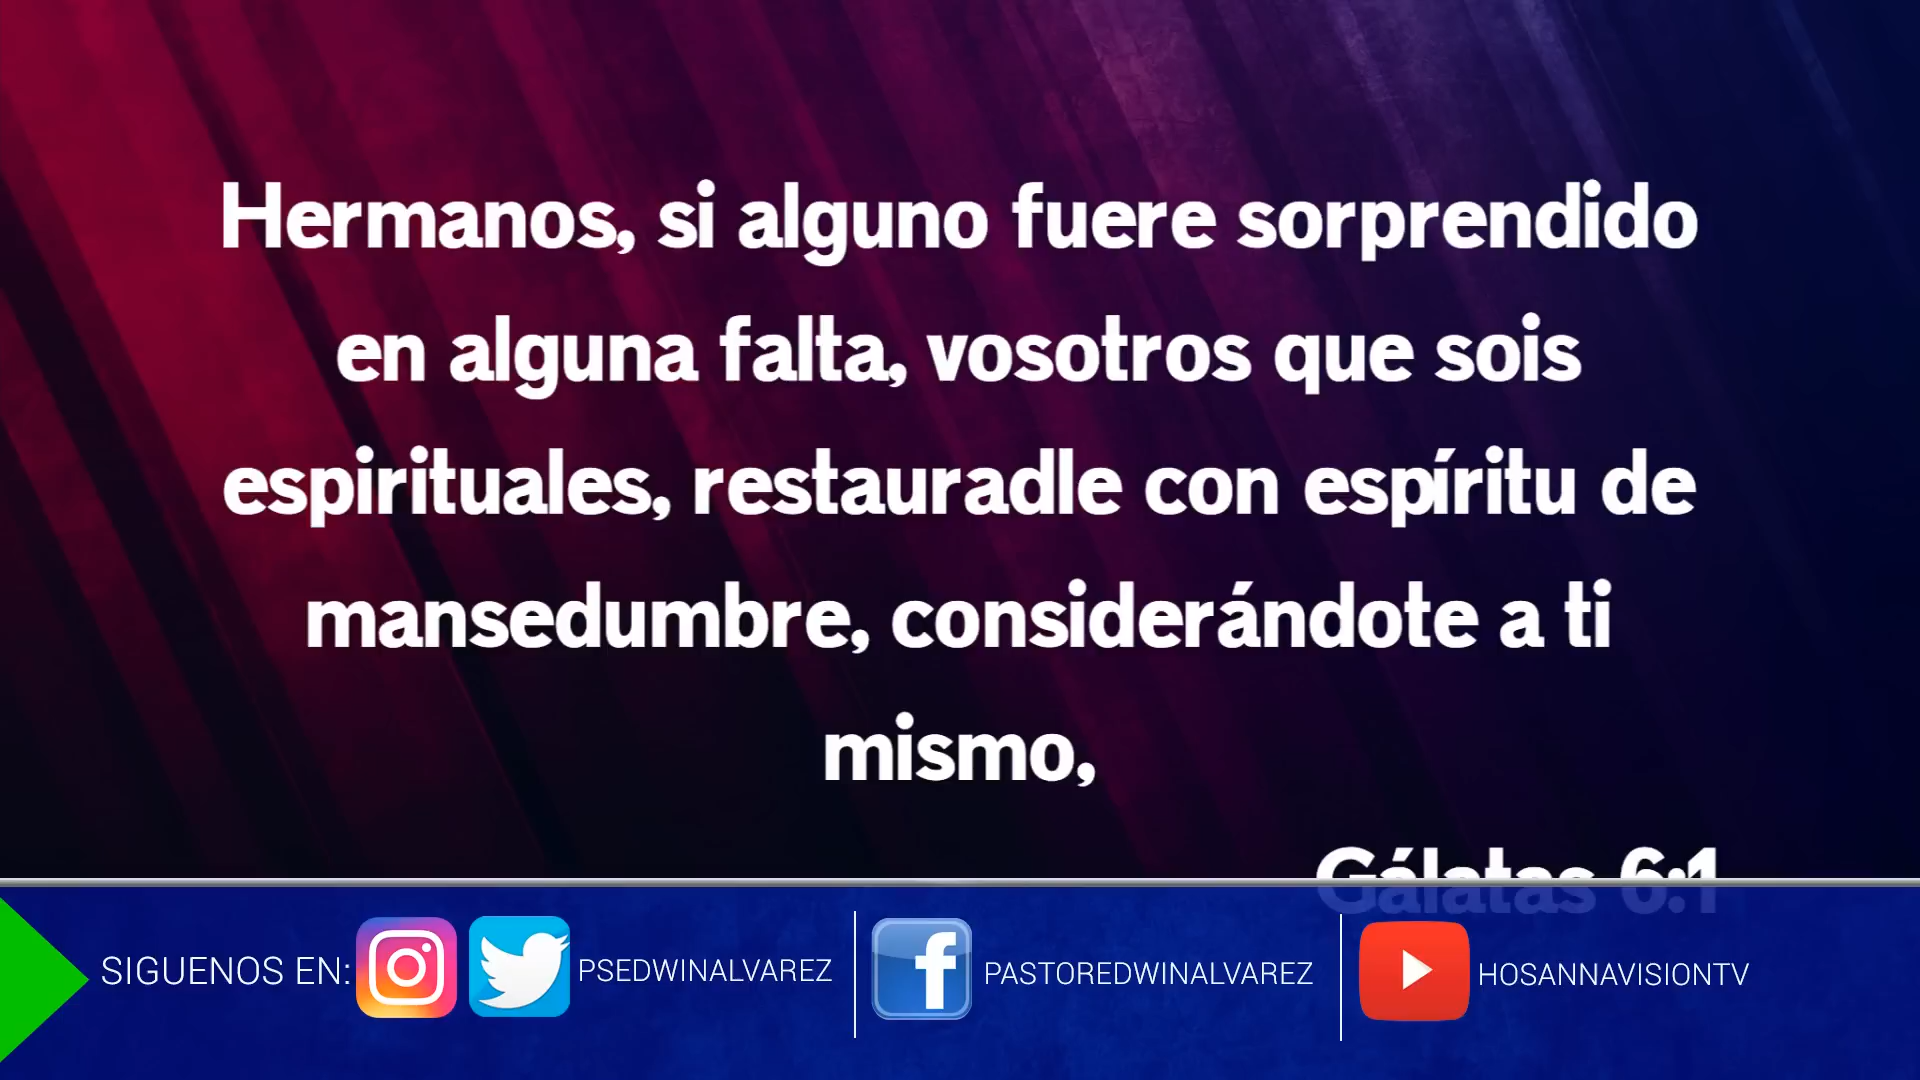 Hermanos, si alguno fuere sorprendido
en alguna falta, vosotros que sois
espirituales, restauradle con espíritu de
mansedumbre, considerándote a ti
mismo,
Gálatas 6:1
SIGUENOS EN: PSEDWINALVAREZ PASTOREDWINALVAREZ HOSANNAVISIONTV